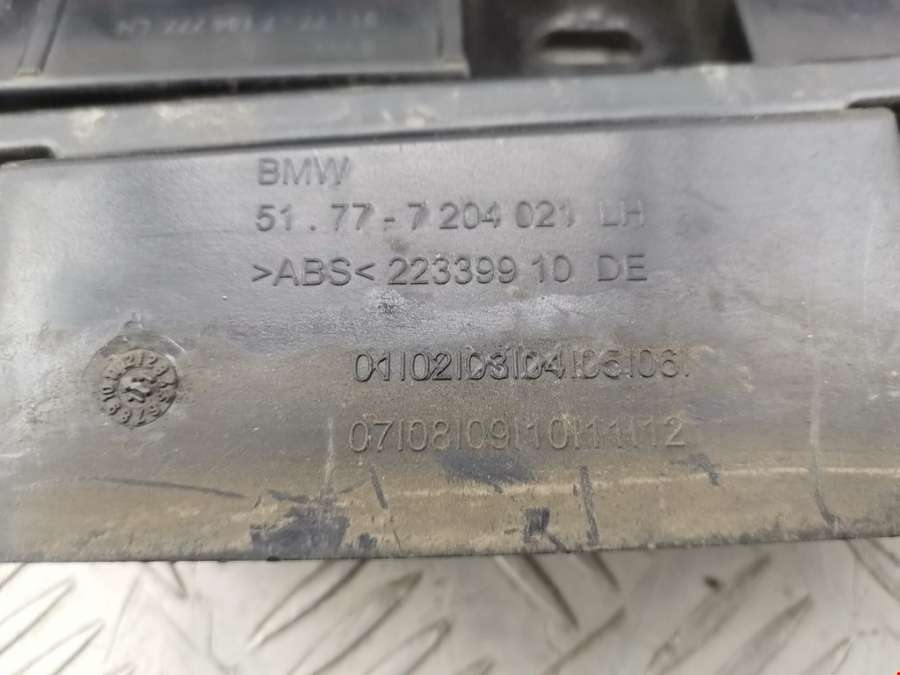 BMW
51 . 77 - 7 204 021 LH
>ABS< 223399 10 DE
01|02|03|04|05|06|
07|08|09|10|11|12